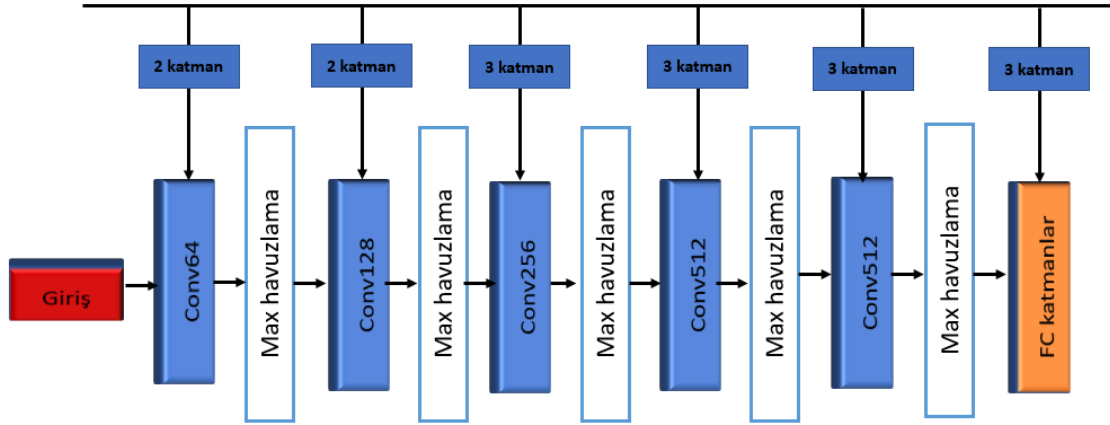 2 katman
2 katman
3 katman
3 katman
3 katman
3 katman
Giriş
Conv64
Max havuzlama
Conv128
Max havuzlama
Conv256
Max havuzlama
Conv512
Max havuzlama
Conv512
Max havuzlama
FC katmanlar